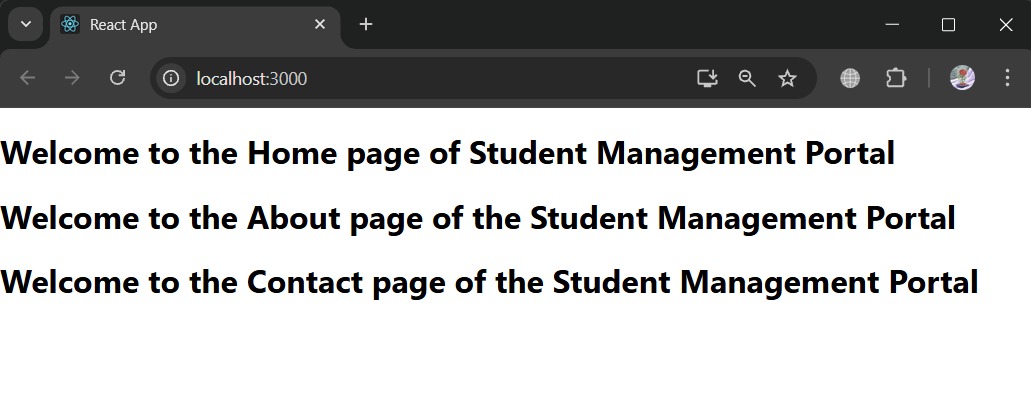 React App
localhost:3000
Welcome to the Home page of Student Management Portal
Welcome to the About page of the Student Management Portal
Welcome to the Contact page of the Student Management Portal